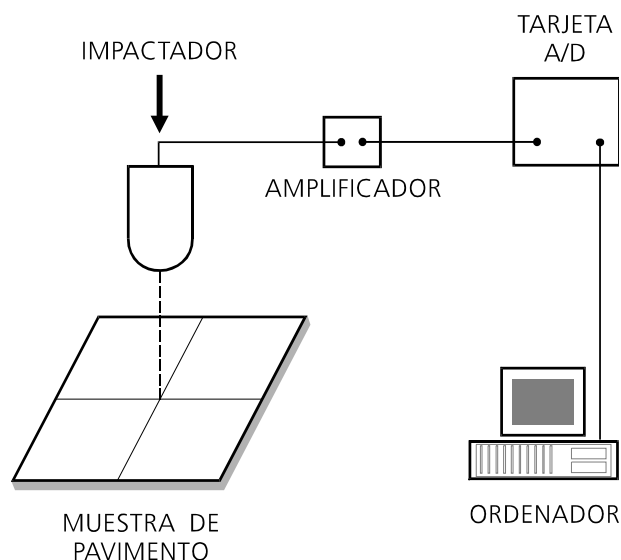 TARJETA
A/D
IMPACTADOR
AMPLIFICADOR
ORDENADOR
MUESTRA DE
PAVIMENTO